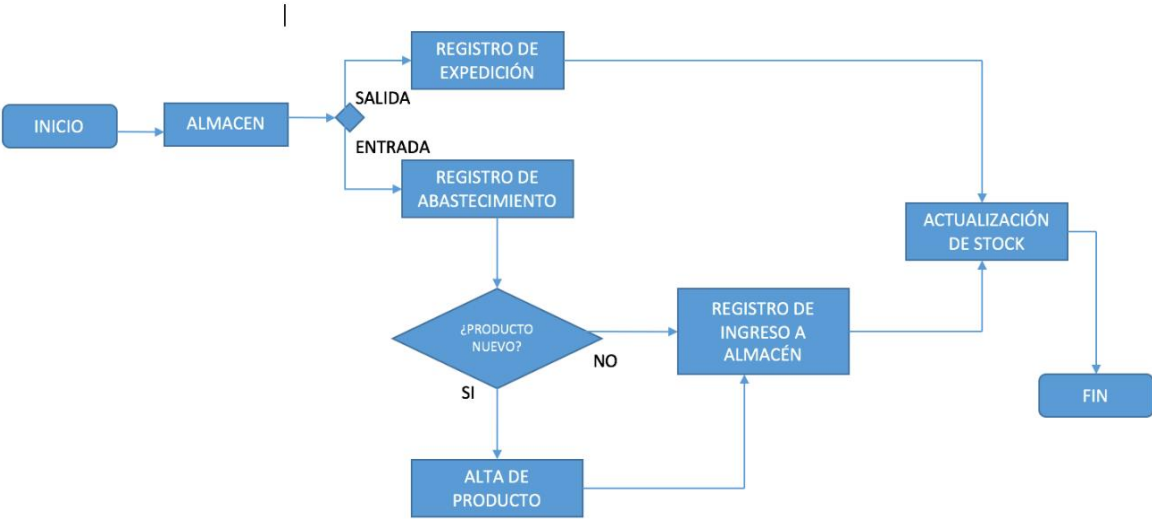 REGISTRO DE
EXPEDICIÓN
SALIDA
INICIO
ALMACEN
ENTRADA
REGISTRO DE
ABASTECIMIENTO
ACTUALIZACIÓN
DE STOCK
¿PRODUCTO
NUEVO?
NO
SI
REGISTRO DE
INGRESO A
ALMACÉN
FIN
ALTA DE
PRODUCTO